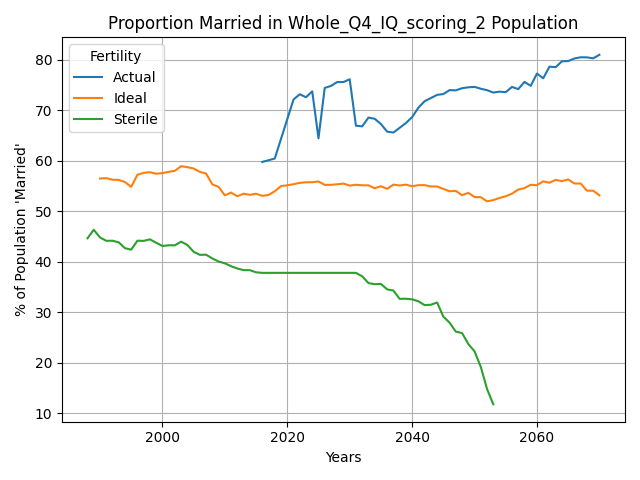 Proportion Married in Whole_Q4_IQ_scoring_2 Population
Fertility
Actual
Ideal
Sterile
% of Population 'Married'
80
70
60
50
40
30
20
10
2000
2020
2040
2060
Years